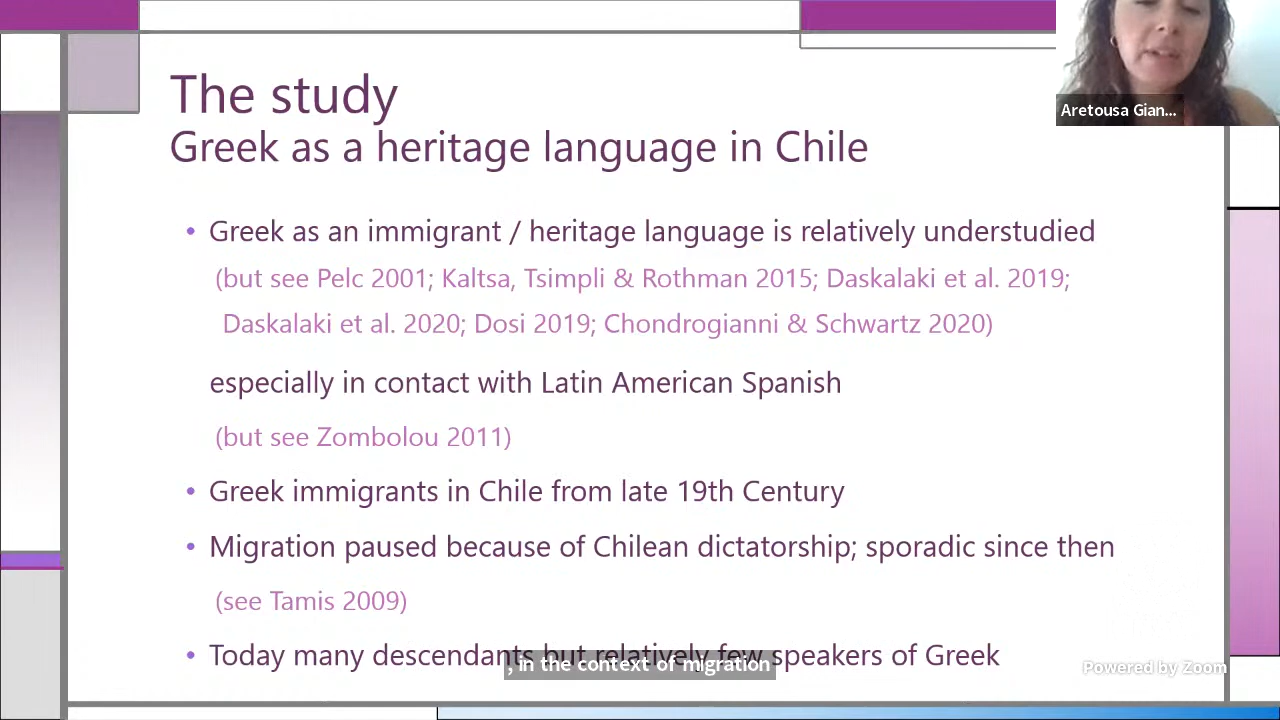 The study
Greek as a heritage language in Chile
Aretousa Gian...
• Greek as an immigrant / heritage language is relatively understudied
(but see Pelc 2001; Kaltsa, Tsimpli & Rothman 2015; Daskalaki et al. 2019;
Daskalaki et al. 2020; Dosi 2019; Chondrogianni & Schwartz 2020)
especially in contact with Latin American Spanish
(but see Zombolou 2011)
• Greek immigrants in Chile from late 19th Century
• Migration paused because of Chilean dictatorship; sporadic since then
(see Tamis 2009)
• Today many descendants but relatively few speakers of Greek
, in the context of migration
Powered by Zoom